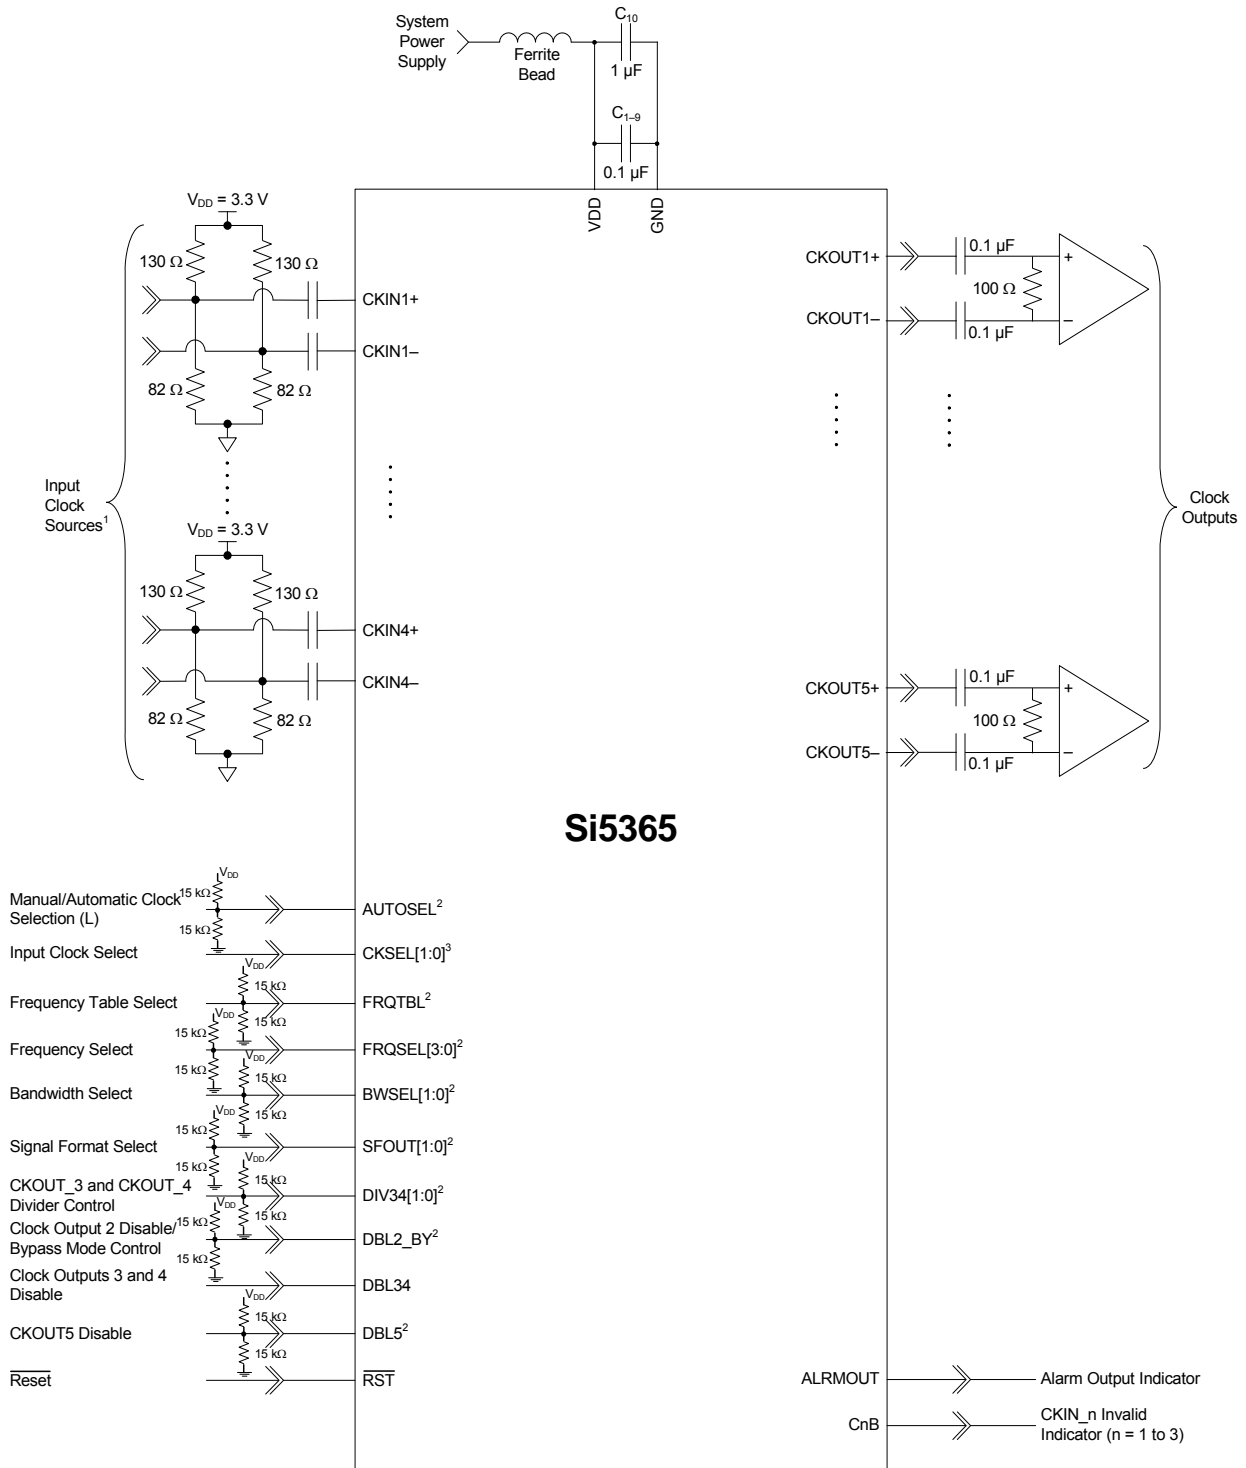 System
Power
Supply
Ferrite
Bead
C10
1 µF
C1–9
0.1 µF
VDD
GND
VDD = 3.3 V
130 Ω
130 Ω
CKIN1+
CKIN1–
82 Ω
82 Ω
Input
Clock
Sources1
VDD = 3.3 V
130 Ω
130 Ω
CKIN4+
CKIN4–
82 Ω
82 Ω
CKOUT1+
0.1 µF
+
100 Ω
CKOUT1–
–
0.1 µF
Clock
Outputs
CKOUT5+
0.1 µF
+
100 Ω
CKOUT5–
–
0.1 µF
Si5365
Manual/Automatic Clock
Selection (L)
VDD
15 kΩ
15 kΩ
AUTOSEL2
Input Clock Select
CKSEL[1:0]3
Frequency Table Select
VDD
15 kΩ
15 kΩ
FRQTBL2
Frequency Select
VDD
15 kΩ
15 kΩ
FRQSEL[3:0]2
Bandwidth Select
VDD
15 kΩ
15 kΩ
BWSEL[1:0]2
Signal Format Select
VDD
15 kΩ
15 kΩ
SFOUT[1:0]2
CKOUT_3 and CKOUT_4
Divider Control
VDD
15 kΩ
15 kΩ
DIV34[1:0]2
Clock Output 2 Disable/
Bypass Mode Control
VDD
15 kΩ
15 kΩ
DBL2_BY2
Clock Outputs 3 and 4
Disable
DBL34
CKOUT5 Disable
VDD
15 kΩ
15 kΩ
DBL52
Reset
RST
ALRMOUT
Alarm Output Indicator
CnB
CKIN_n Invalid
Indicator (n = 1 to 3)